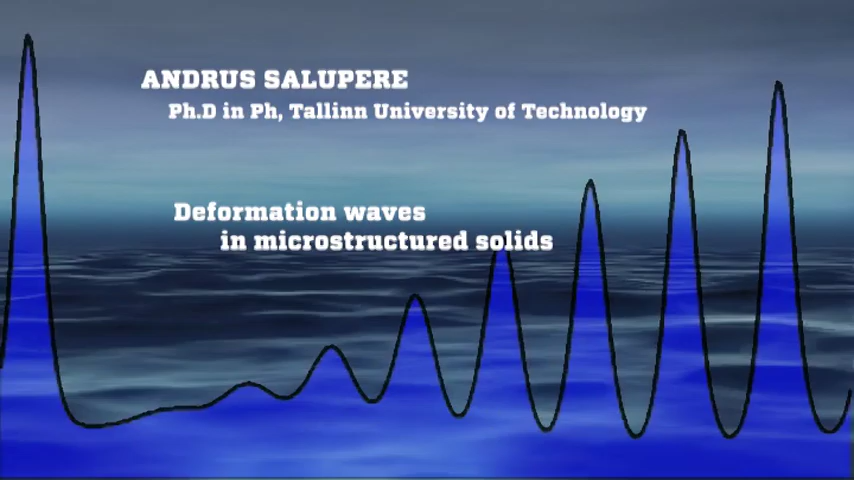 ANDRUS SALUPERE
Ph.D in Ph, Tallinn University of Technology
Deformation waves
in microstructured solids